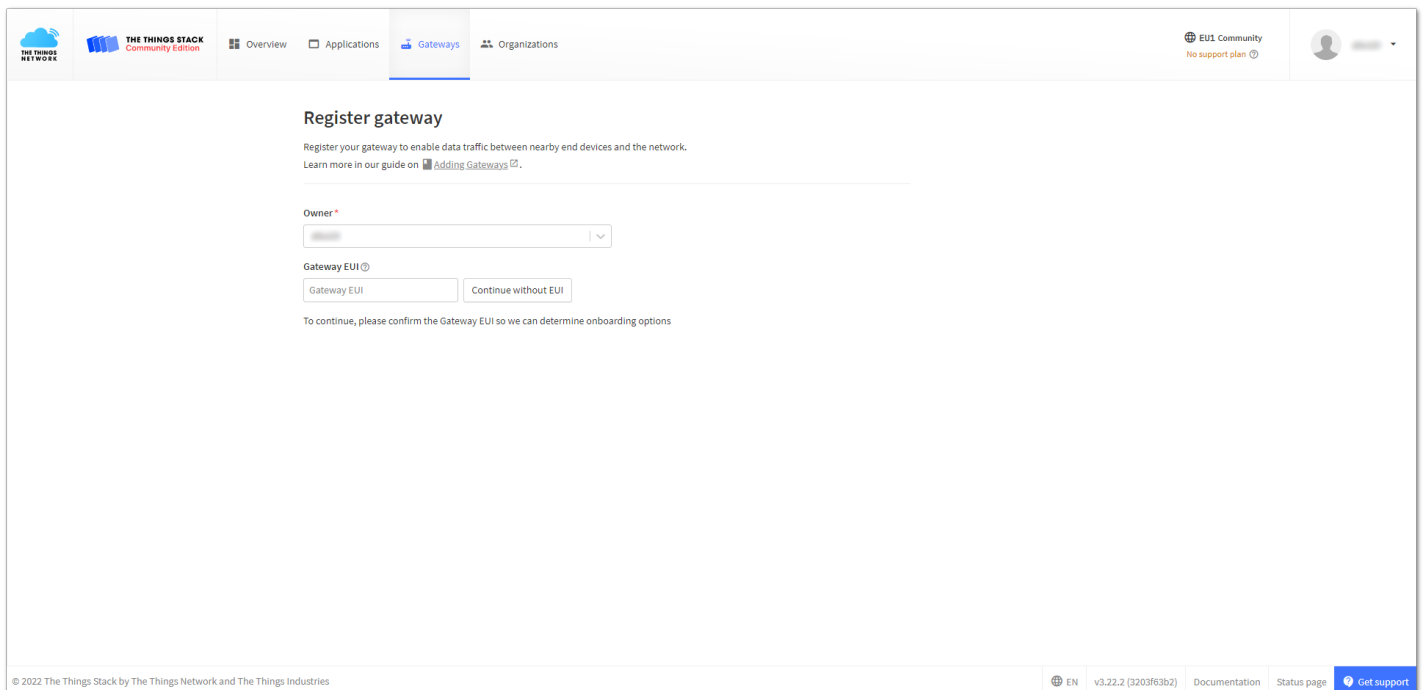 THE THINGS
NETWORK
THE THINGS STACK
Community Edition
Overview
Applications
Gateways
Organizations
EU1 Community
No support plan
Register gateway
Register your gateway to enable data traffic between nearby end devices and the network.
Learn more in our guide on Adding Gateways.
Owner*
Gateway EUI
Gateway EUI
Continue without EUI
To continue, please confirm the Gateway EUI so we can determine onboarding options
© 2022 The Things Stack by The Things Network and The Things Industries
EN
v3.22.2 (3203f63b2)
Documentation
Status page
Get support